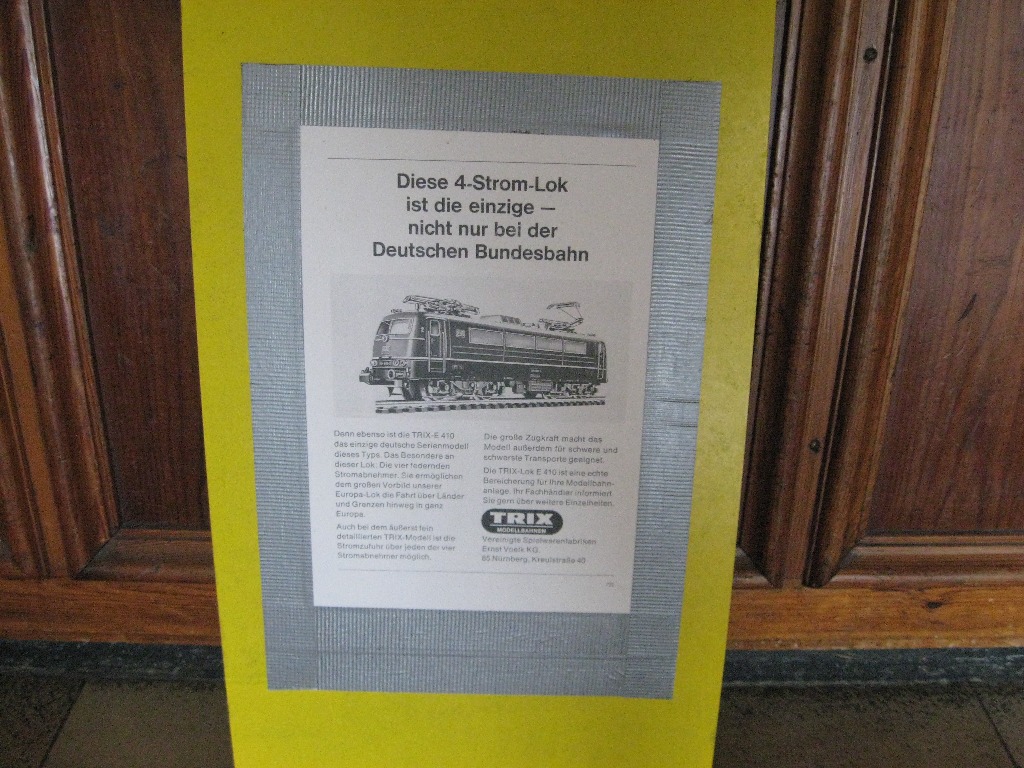 Diese 4-Strom-Lok
ist die einzige —
nicht nur bei der
Deutschen Bundesbahn
Denn ebenso ist die TRIX-E 410
das einzige deutsche Serienmodell
dieses Typs. Das Besondere an
dieser Lok: Die vier federnden
Stromabnehmer. Sie ermöglichen
dem großen Vorbild unserer
Europa-Lok die Fahrt über Länder
und Grenzen hinweg in ganz
Europa.
Auch bei dem äußerst fein
detaillierten TRIX-Modell ist die
Stromzufuhr über jeden der vier
Stromabnehmer möglich.
Die große Zugkraft macht das
Modell außerdem für schwere und
schwerste Transporte geeignet.
Die TRIX-Lok E 410 ist eine echte
Bereicherung für Ihre Modellbahn-
anlage. Ihr Fachhändler informiert
Sie gern über weitere Einzelheiten.
TRIX
MODELLBAHNEN
Vereinigte Spielwarenfabriken
Ernst Voelk KG.
85 Nürnberg, Kreulstraße 40